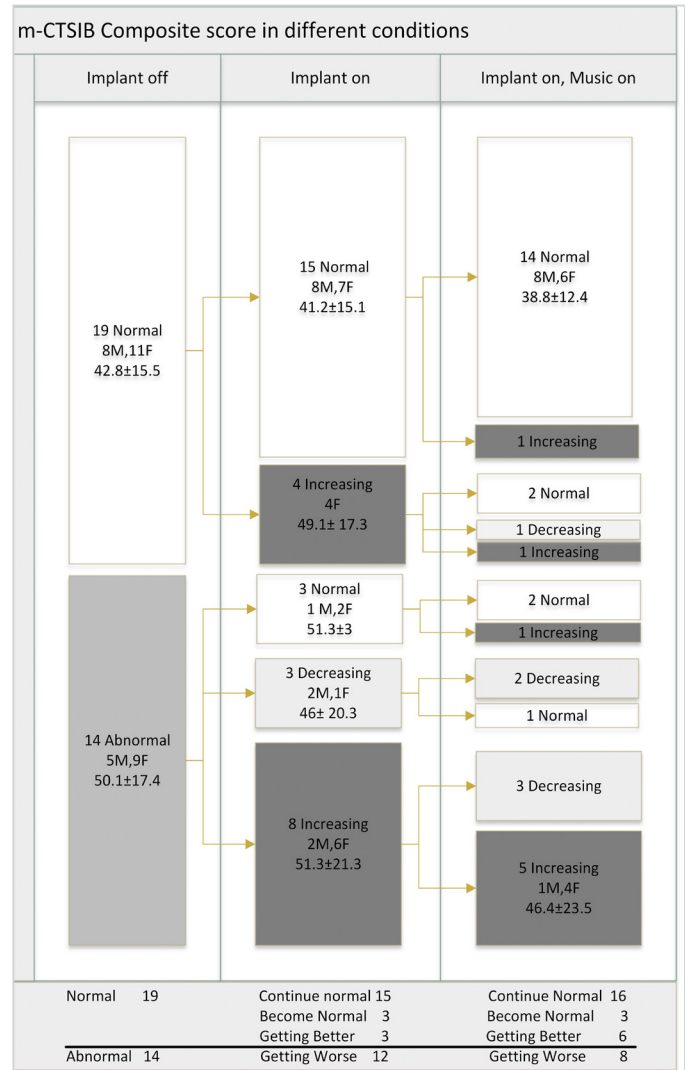 m-CTSIB Composite score in different conditions
Implant off
Implant on
Implant on, Music on
19 Normal
8M,11F
42.8±15.5
15 Normal
8M,7F
41.2±15.1
14 Normal
8M,6F
38.8±12.4
1 Increasing
4 Increasing
4F
49.1± 17.3
2 Normal
1 Decreasing
1 Increasing
14 Abnormal
5M,9F
50.1±17.4
3 Normal
1 M,2F
51.3±3
2 Normal
1 Increasing
3 Decreasing
2M,1F
46± 20.3
2 Decreasing
1 Normal
8 Increasing
2M,6F
51.3±21.3
3 Decreasing
5 Increasing
1M,4F
46.4±23.5
Normal 19
Continue normal 15
Continue Normal 16
Become Normal 3
Become Normal 3
Getting Better 3
Getting Better 6
Abnormal 14
Getting Worse 12
Getting Worse 8